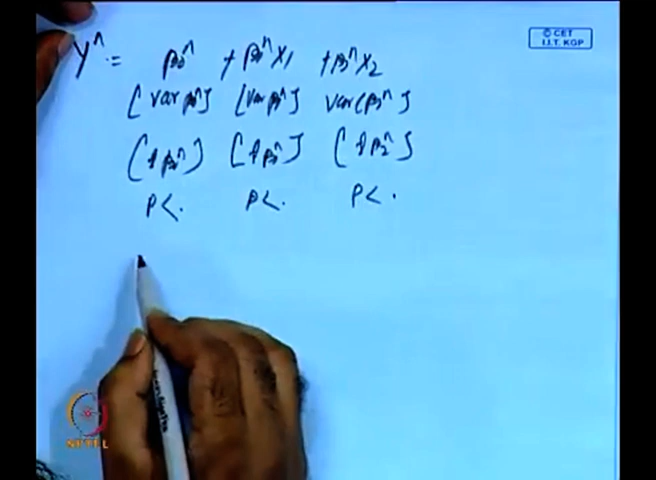 © CET
I.I.T. KGP
Y^ = β0^ + β1^ X1 + β2^ X2
[var β0^] [var β1^] var(β2^]
[t β0^] [t β1^] [t β2^]
P<. P<. P<.
NPTEL